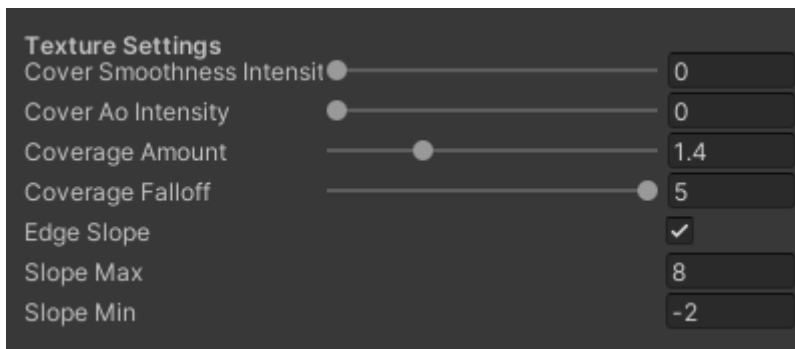 Texture Settings
Cover Smoothness Intensit 0
Cover Ao Intensity 0
Coverage Amount 1.4
Coverage Falloff 5
Edge Slope
Slope Max 8
Slope Min -2